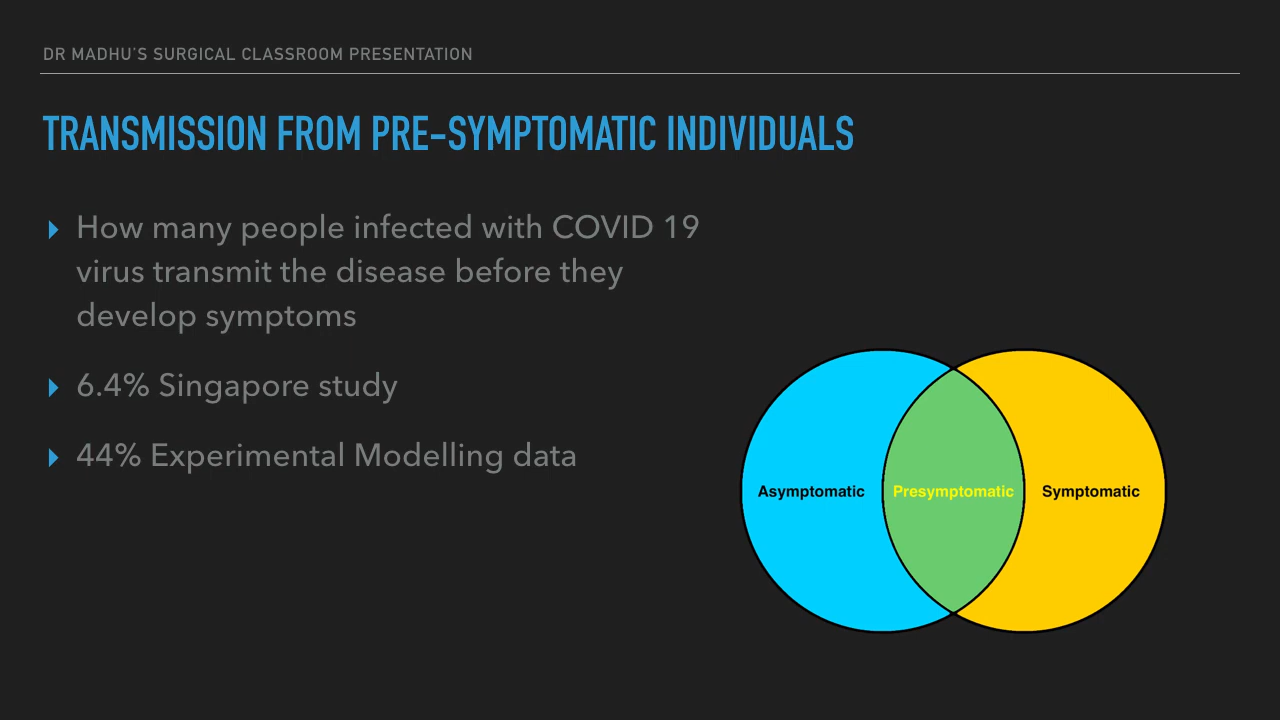 DR MADHU'S SURGICAL CLASSROOM PRESENTATION
TRANSMISSION FROM PRE-SYMPTOMATIC INDIVIDUALS
How many people infected with COVID 19
virus transmit the disease before they
develop symptoms
6.4% Singapore study
44% Experimental Modelling data
Asymptomatic
Presymptomatic
Symptomatic